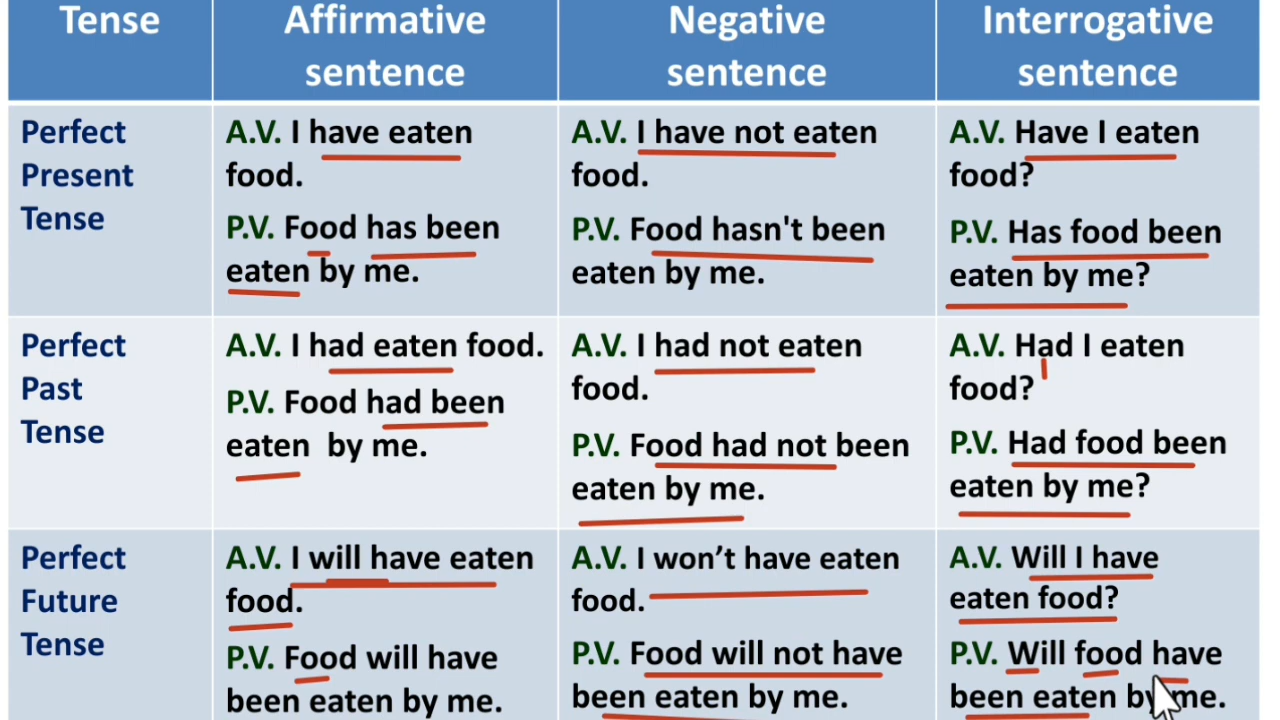 Tense
Affirmative
sentence
Negative
sentence
Interrogative
sentence
Perfect
Present
Tense
A.V. I have eaten
food.
P.V. Food has been
eaten by me.
A.V. I have not eaten
food.
P.V. Food hasn't been
eaten by me.
A.V. Have I eaten
food?
P.V. Has food been
eaten by me?
Perfect
Past
Tense
A.V. I had eaten food.
P.V. Food had been
eaten  by me.
A.V. I had not eaten
food.
P.V. Food had not been
eaten by me.
A.V. Had I eaten
food?
P.V. Had food been
eaten by me?
Perfect
Future
Tense
A.V. I will have eaten
food.
P.V. Food will have
been eaten by me.
A.V. I won’t have eaten
food.
P.V. Food will not have
been eaten by me.
A.V. Will I have
eaten food?
P.V. Will food have
been eaten by me.